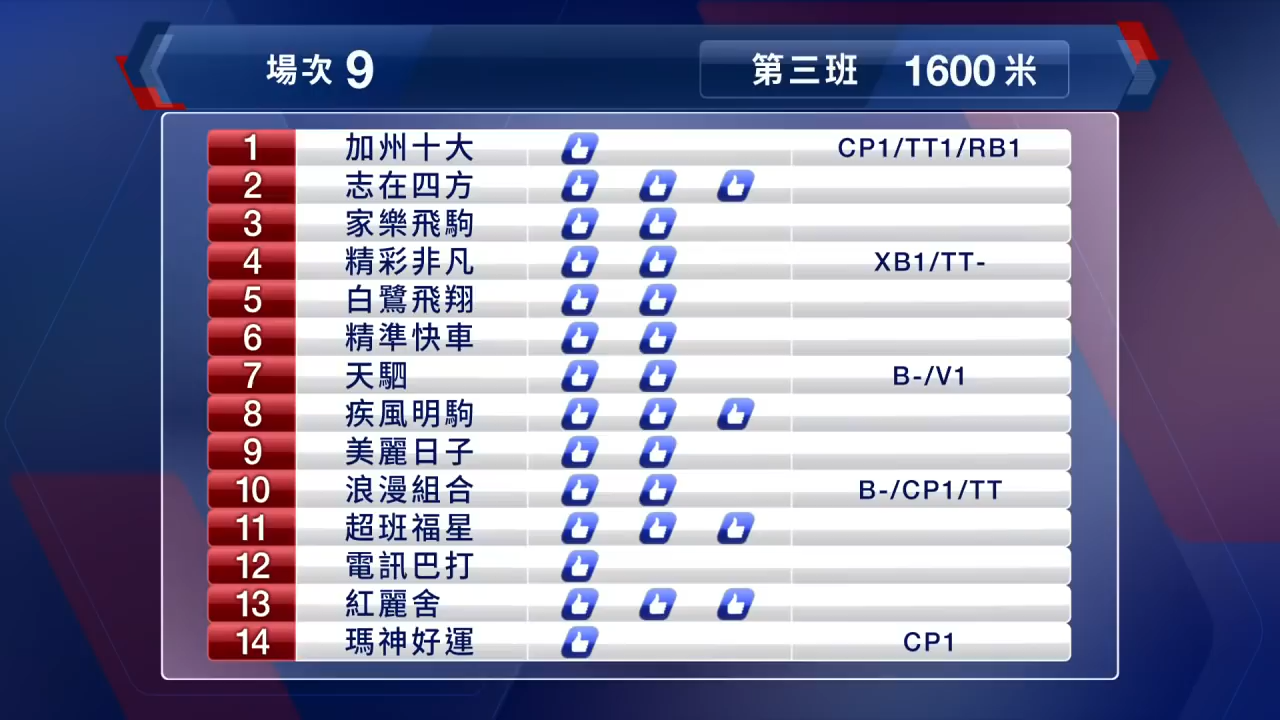 場次 9 第三班 1600 米
1 加州十大 CP1/TT1/RB1
2 志在四方
3 家樂飛駒
4 精彩非凡 XB1/TT-
5 白鷺飛翔
6 精準快車
7 天駟 B-/V1
8 疾風明駒
9 美麗日子
10 浪漫組合 B-/CP1/TT
11 超班福星
12 電訊巴打
13 紅麗舍
14 瑪神好運 CP1